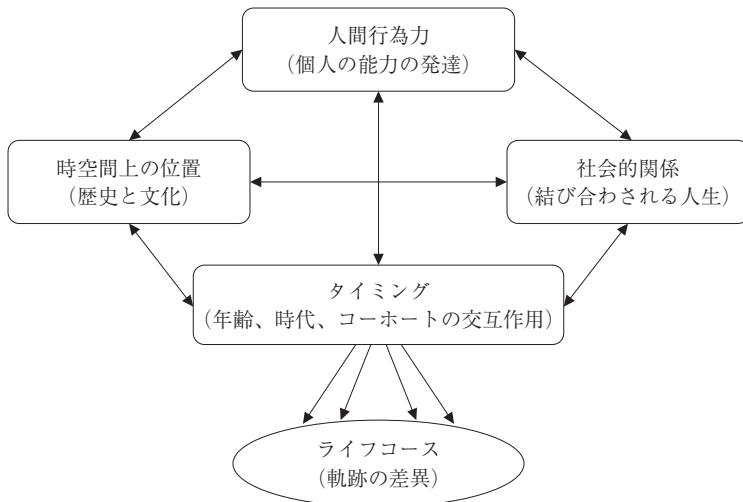 人間行為力
（個人の能力の発達）
時空間上の位置
（歴史と文化）
社会的関係
（結び合わされる人生）
タイミング
（年齢、時代、コーホートの交互作用）
ライフコース
（軌跡の差異）